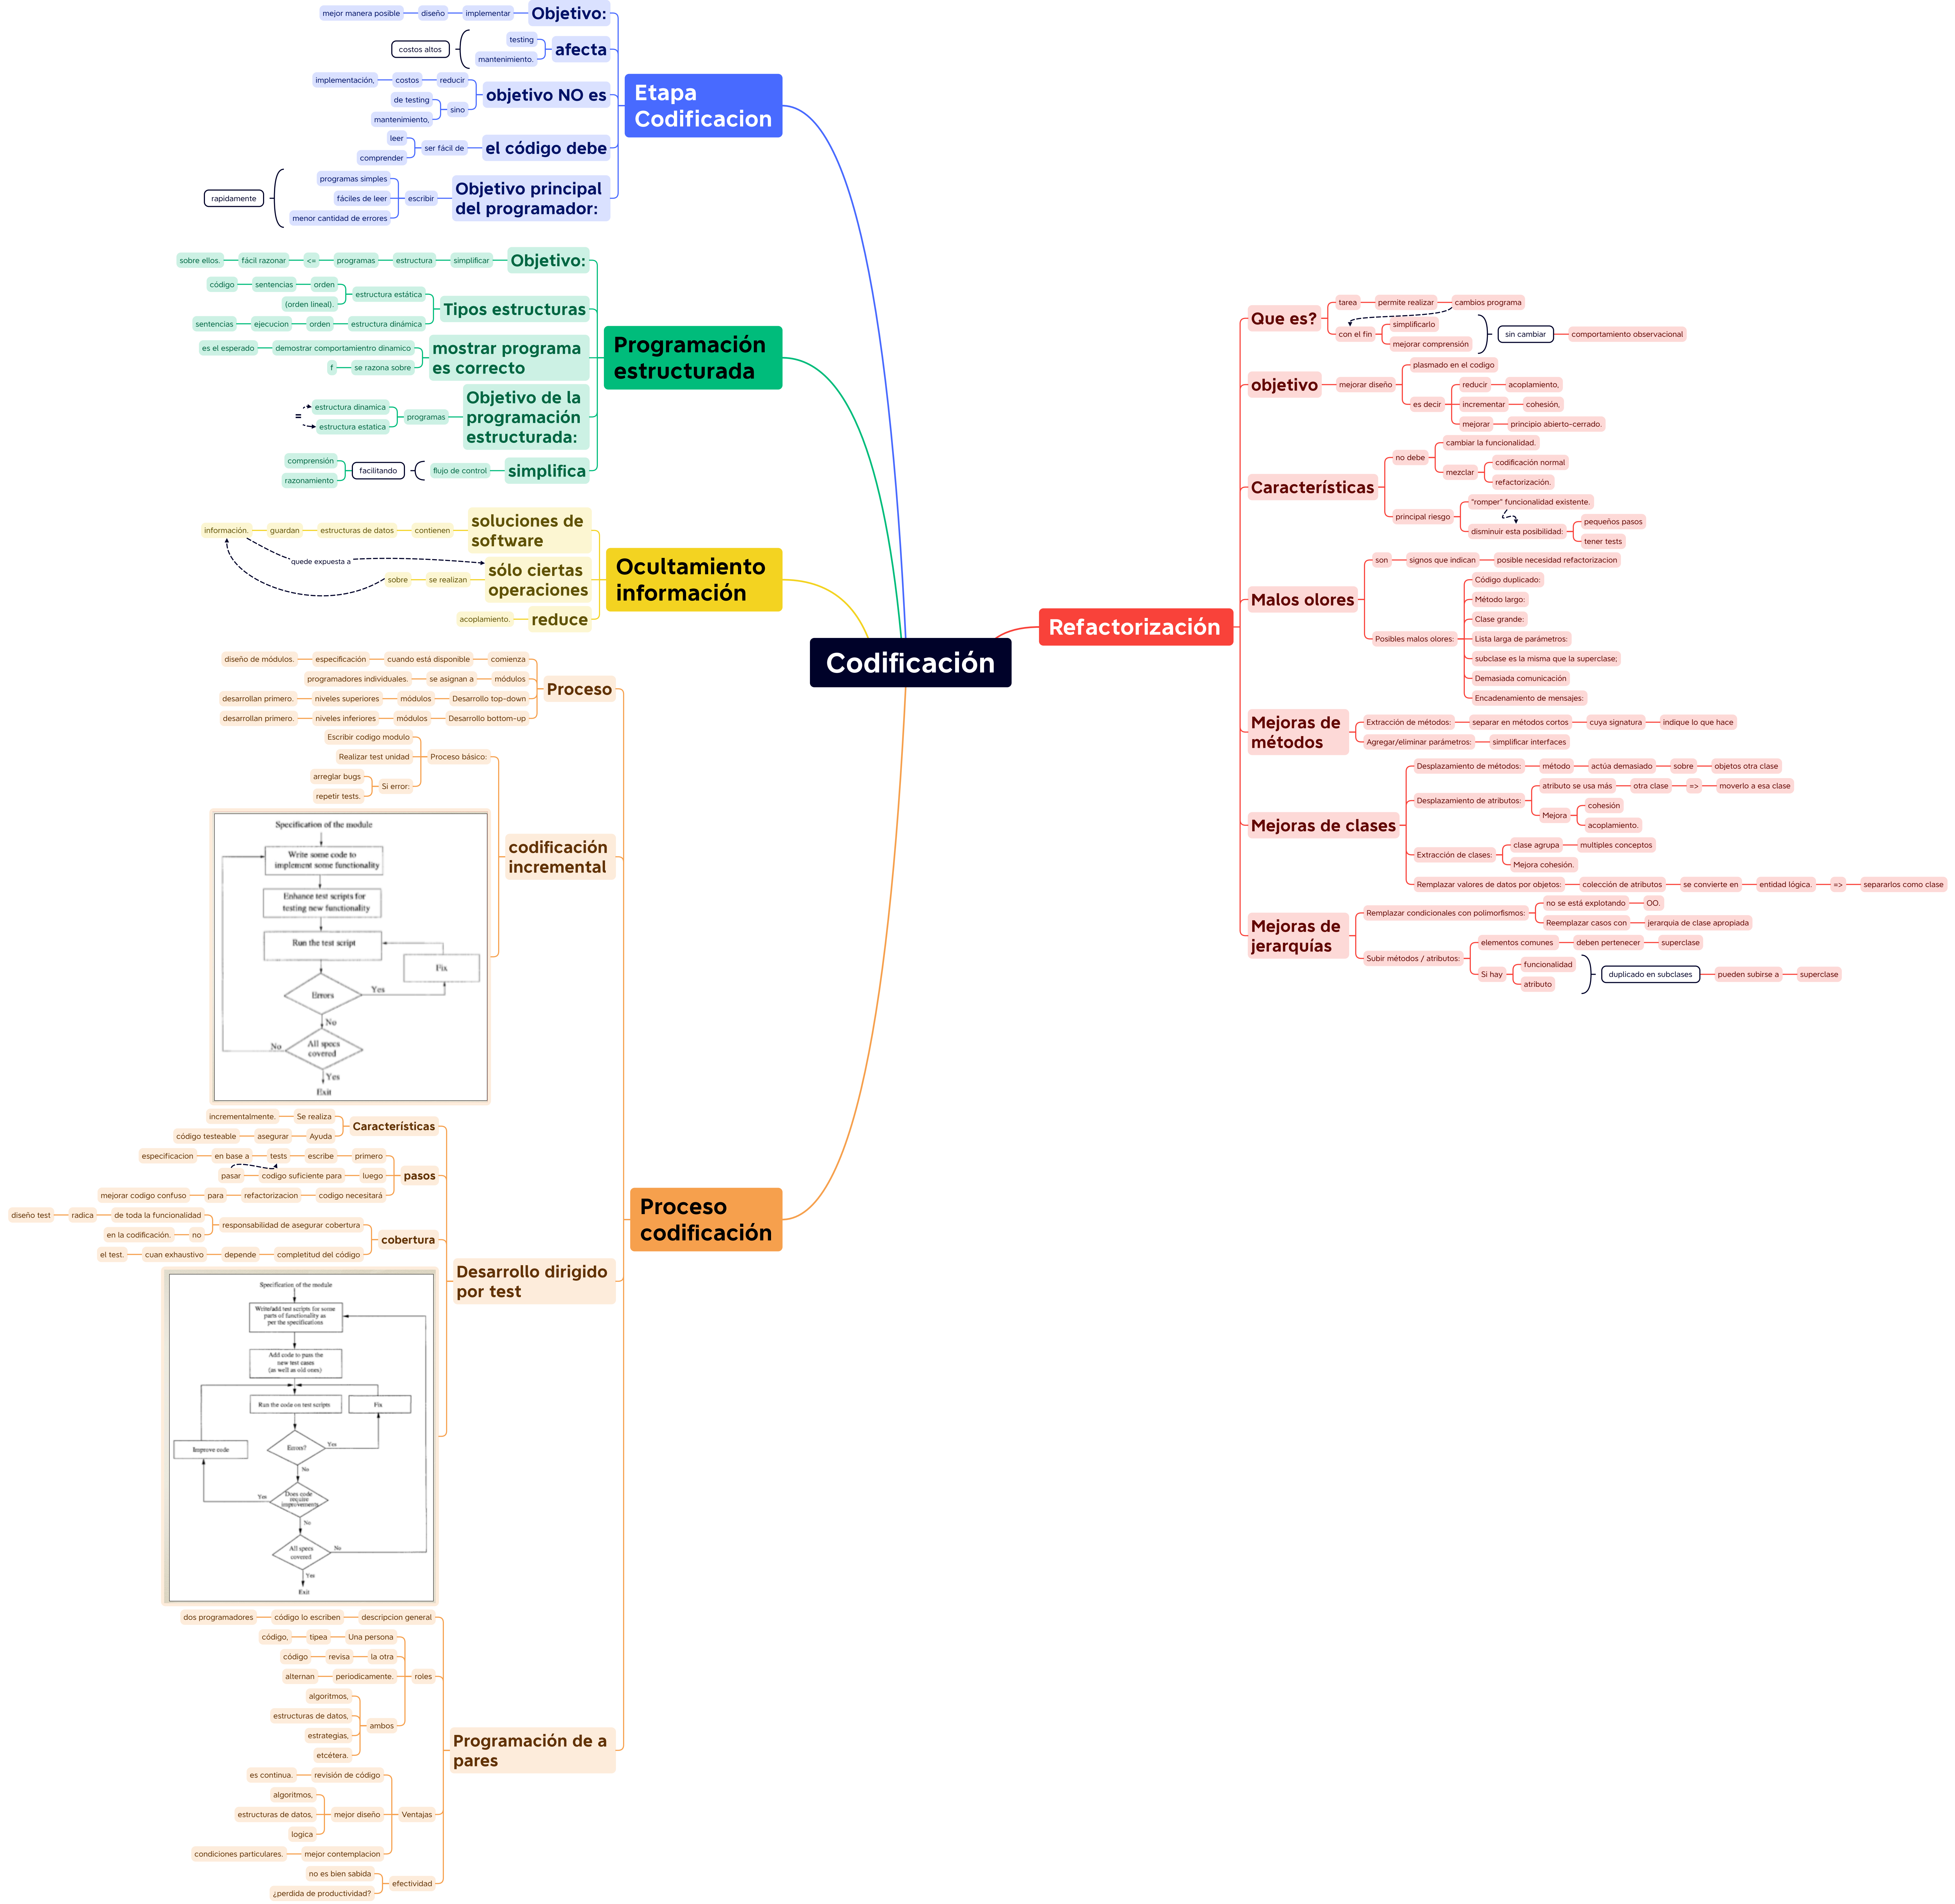 Codificación
Etapa
Codificacion
Objetivo:
implementar
diseño
mejor manera posible
afecta
testing
mantenimiento.
costos altos
objetivo NO es
reducir
costos
implementación,
sino
de testing
mantenimiento,
el código debe
ser fácil de
leer
comprender
Objetivo principal
del programador:
escribir
programas simples
fáciles de leer
menor cantidad de errores
rapidamente
Programación
estructurada
Objetivo:
simplificar
estructura
programas
<=
fácil razonar
sobre ellos.
Tipos estructuras
estructura estática
orden
sentencias
código
(orden lineal).
estructura dinámica
orden
ejecucion
sentencias
mostrar programa
es correcto
demostrar comportamientro dinamico
es el esperado
se razona sobre
f
Objetivo de la
programación
estructurada:
programas
estructura dinamica
estructura estatica
=
simplifica
flujo de control
facilitando
comprensión
razonamiento
Ocultamiento
información
soluciones de
software
contienen
estructuras de datos
guardan
información.
quede expuesta a
sólo ciertas
operaciones
se realizan
sobre
reduce
acoplamiento.
Proceso
codificación
Proceso
comienza
cuando está disponible
especificación
diseño de módulos.
módulos
se asignan a
programadores individuales.
Desarrollo top-down
módulos
niveles superiores
desarrollan primero.
Desarrollo bottom-up
módulos
niveles inferiores
desarrollan primero.
codificación
incremental
Proceso básico:
Escribir codigo modulo
Realizar test unidad
Si error:
arreglar bugs
repetir tests.
Specification of the module
Write some code to
implement some functionality
Enhance test scripts for
testing new functionality
Run the test script
Fix
Errors
Yes
No
All specs
covered
No
Yes
Exit
Desarrollo dirigido
por test
Características
Se realiza
incrementalmente.
Ayuda
asegurar
código testeable
pasos
primero
escribe
tests
en base a
especificacion
luego
codigo suficiente para
pasar
codigo necesitará
refactorizacion
para
mejorar codigo confuso
cobertura
responsabilidad de asegurar cobertura
de toda la funcionalidad
radica
diseño test
no
en la codificación.
completitud del código
depende
cuan exhaustivo
el test.
Specification of the module
Write/add test scripts for some
parts of functionality as
per the specifications
Add code to pass the
new test cases
(as well as old ones)
Run the code on test scripts
Fix
Improve code
Errors?
Yes
No
Does code
require
improvements
Yes
No
All specs
covered
No
Yes
Exit
Programación de a
pares
descripcion general
código lo escriben
dos programadores
roles
Una persona
tipea
código,
la otra
revisa
código
periodicamente.
alternan
ambos
algoritmos,
estructuras de datos,
estrategias,
etcétera.
Ventajas
revisión de código
es continua.
mejor diseño
algoritmos,
estructuras de datos,
logica
mejor contemplacion
condiciones particulares.
efectividad
no es bien sabida
¿perdida de productividad?
Refactorización
Que es?
tarea
permite realizar
cambios programa
con el fin
simplificarlo
mejorar comprensión
sin cambiar
comportamiento observacional
objetivo
mejorar diseño
plasmado en el codigo
es decir
reducir
acoplamiento,
incrementar
cohesión,
mejorar
principio abierto-cerrado.
Características
no debe
cambiar la funcionalidad.
mezclar
codificación normal
refactorización.
principal riesgo
"romper" funcionalidad existente.
disminuir esta posibilidad:
pequeños pasos
tener tests
Malos olores
son
signos que indican
posible necesidad refactorizacion
Posibles malos olores:
Código duplicado:
Método largo:
Clase grande:
Lista larga de parámetros:
subclase es la misma que la superclase;
Demasiada comunicación
Encadenamiento de mensajes:
Mejoras de
métodos
Extracción de métodos:
separar en métodos cortos
cuya signatura
indique lo que hace
Agregar/eliminar parámetros:
simplificar interfaces
Mejoras de clases
Desplazamiento de métodos:
método
actúa demasiado
sobre
objetos otra clase
Desplazamiento de atributos:
atributo se usa más
otra clase
=>
moverlo a esa clase
Mejora
cohesión
acoplamiento.
Extracción de clases:
clase agrupa
multiples conceptos
Mejora cohesión.
Remplazar valores de datos por objetos:
colección de atributos
se convierte en
entidad lógica.
=>
separarlos como clase
Mejoras de
jerarquías
Remplazar condicionales con polimorfismos:
no se está explotando
OO.
Reemplazar casos con
jerarquia de clase apropiada
Subir métodos / atributos:
elementos comunes
deben pertenecer
superclase
Si hay
funcionalidad
atributo
duplicado en subclases
pueden subirse a
superclase